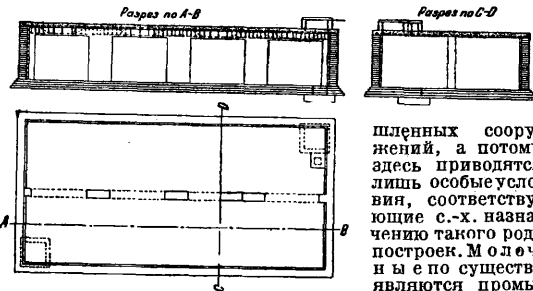 Разрез по А-В
Разрез по С-D
А
В
шленных соору
жений, а потом
здесь приводятс
лишь особые усло
вия, соответству
ющие с.-х. назна
чению такого род
построек. Молоч
ные по существ
являются промы